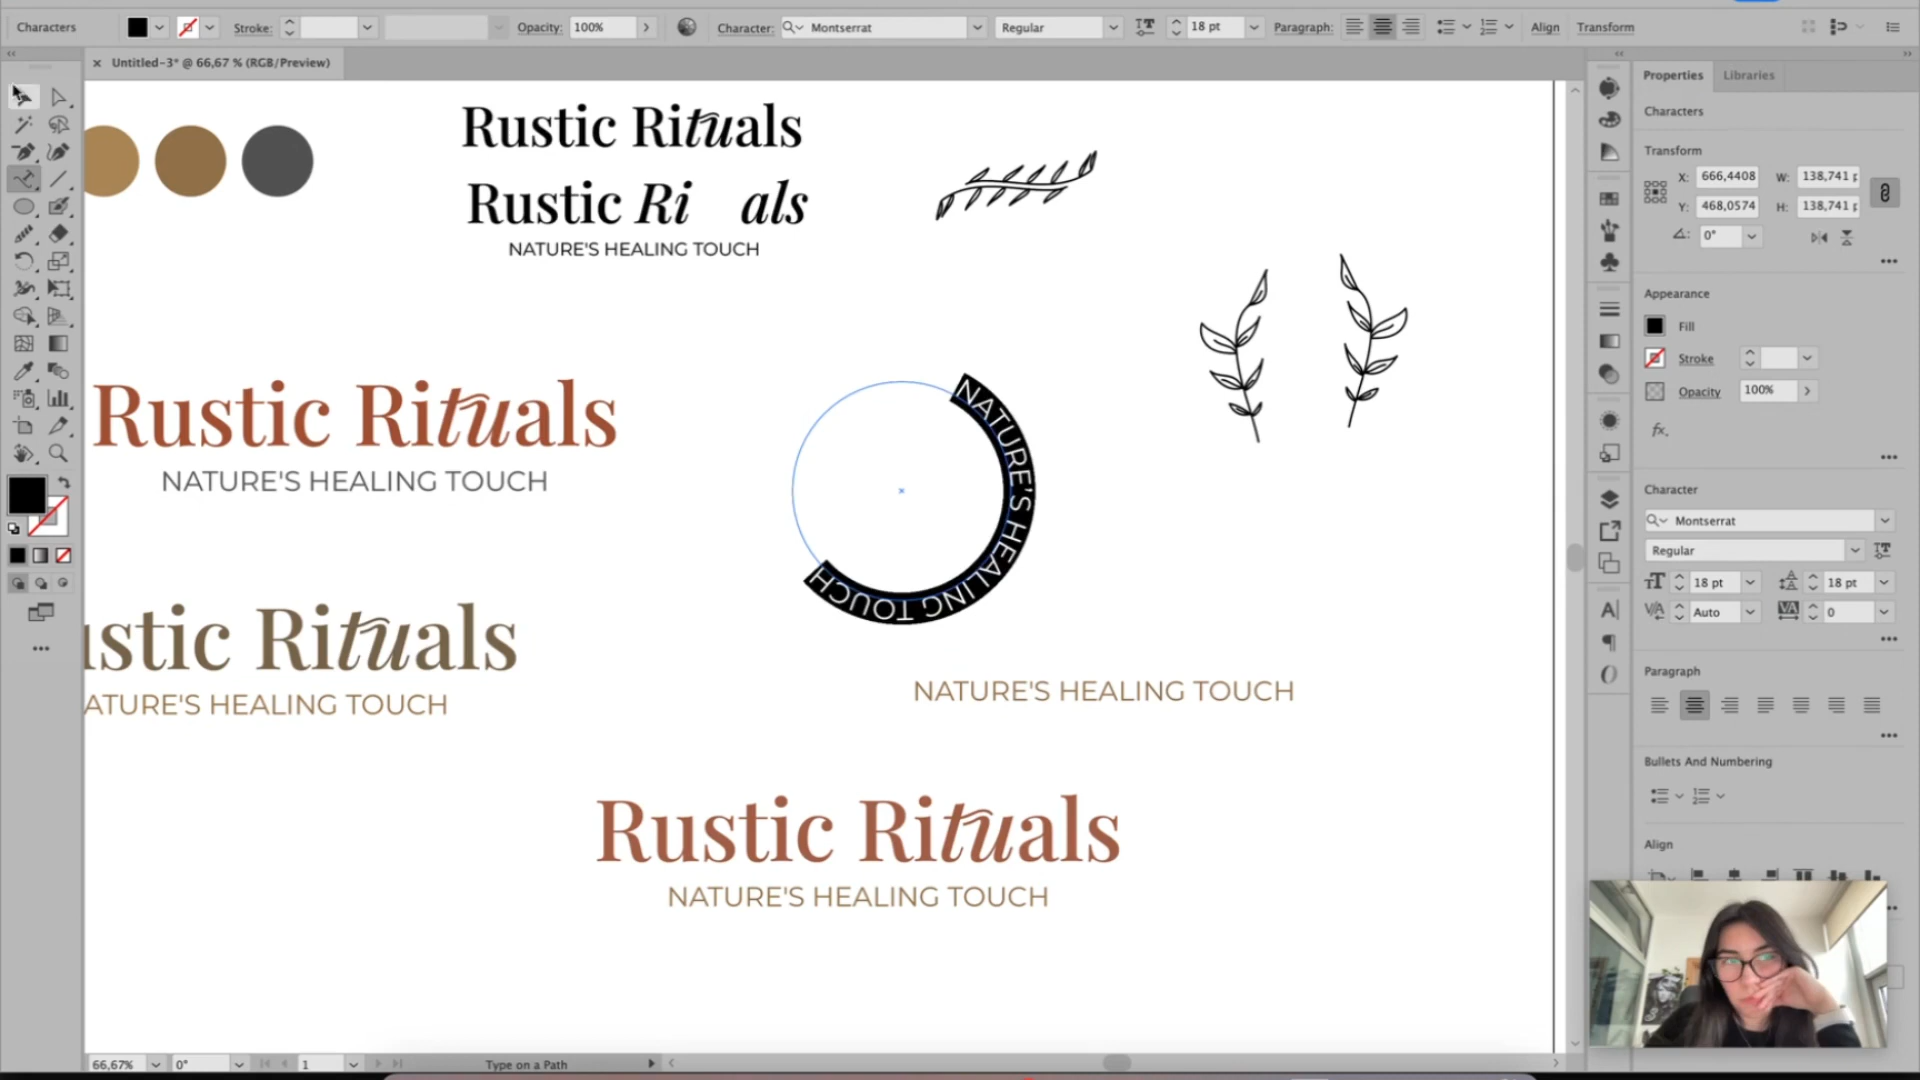 Characters
Stroke:
Opacity: 100%
Character: Montserrat
Regular
18 pt
Paragraph:
Align
Transform
Untitled-3* @ 66,67 % (RGB/Preview)
Rustic Rituals
Rustic Ri als
NATURE'S HEALING TOUCH
Rustic Rituals
NATURE'S HEALING TOUCH
ustic Rituals
ATURE'S HEALING TOUCH
NATURE'S HEALING TOUCH
NATURE'S HEALING TOUCH
Rustic Rituals
NATURE'S HEALING TOUCH
66,67%
0°
1
Type on a Path
Properties
Libraries
Characters
Transform
X: 666,4408 W: 138,741 p
Y: 468,0574 H: 138,741 p
0°
Appearance
Fill
Stroke
Opacity 100%
fx
Character
Montserrat
Regular
18 pt 18 pt
Auto 0
Paragraph
Bullets And Numbering
Align